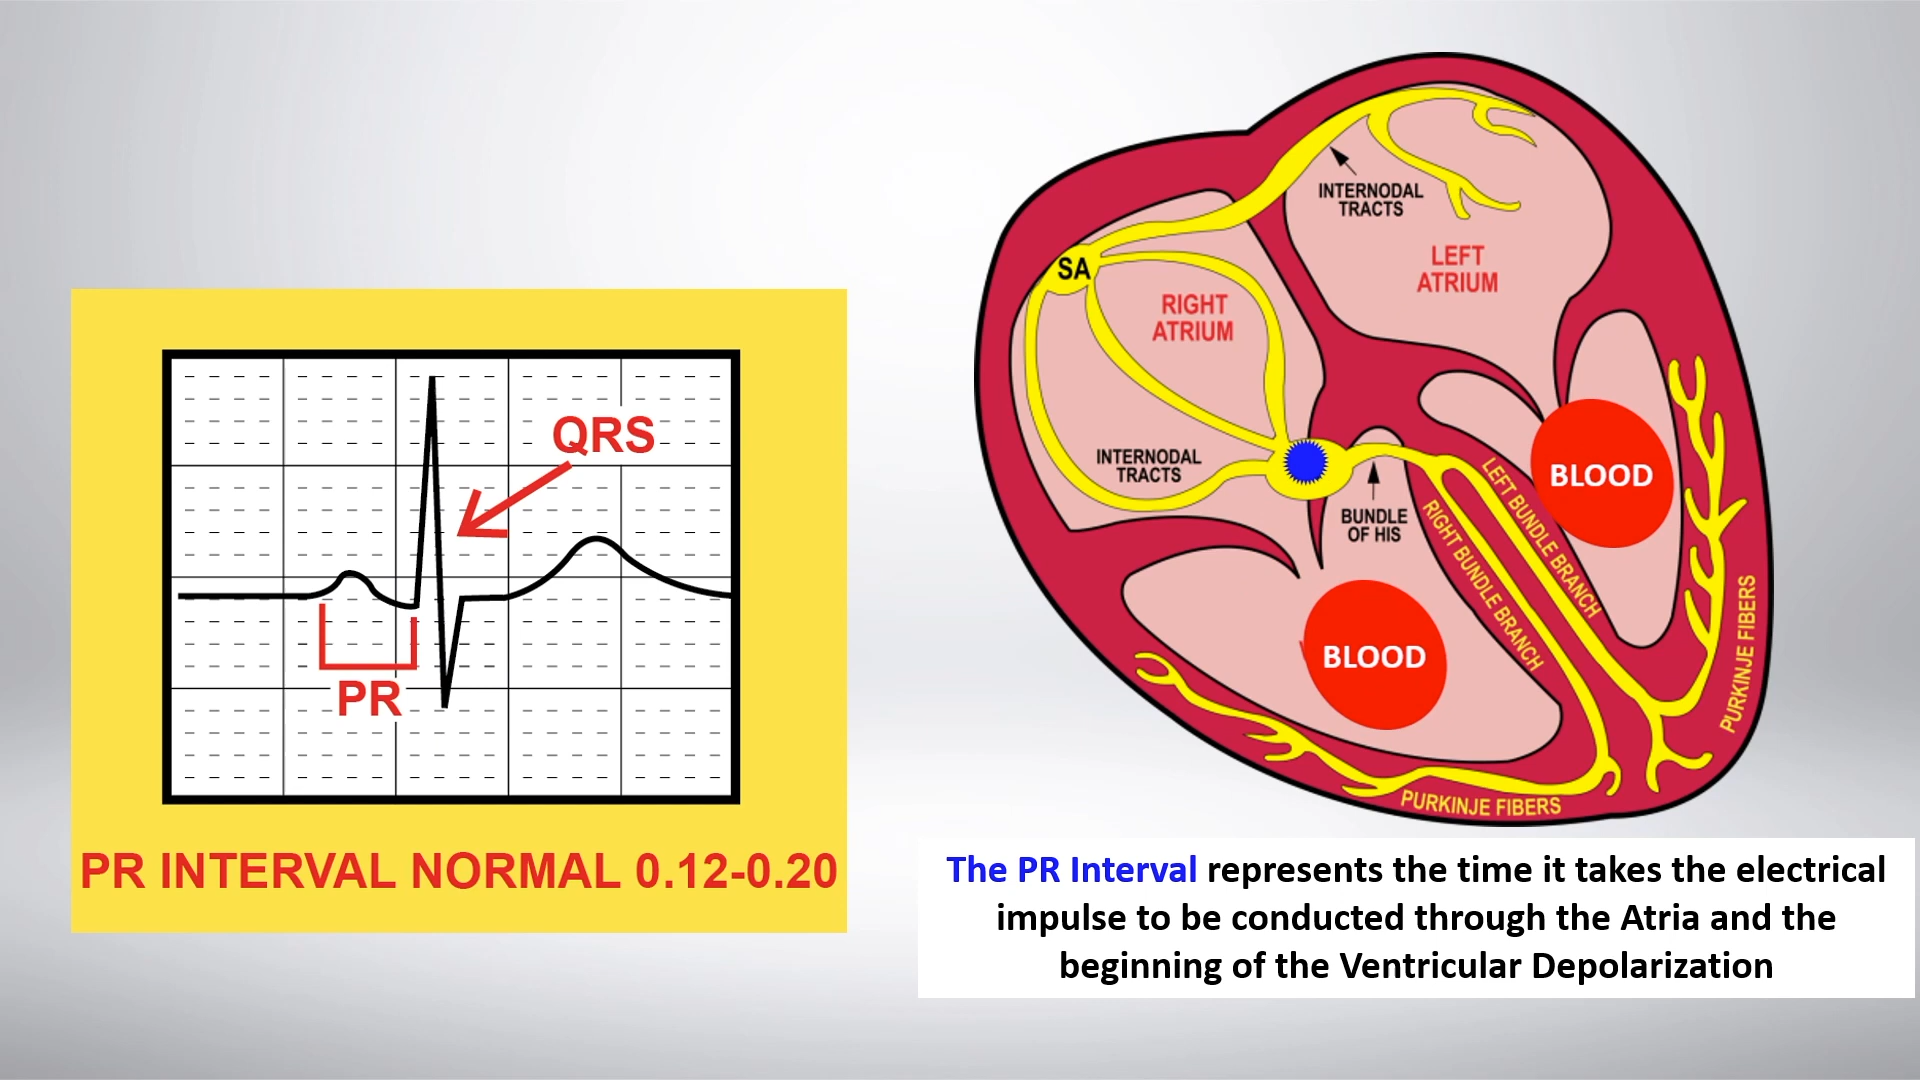 QRS
PR
PR INTERVAL NORMAL 0.12-0.20
INTERNODAL
TRACTS
LEFT
ATRIUM
SA
RIGHT
ATRIUM
INTERNODAL
TRACTS
BUNDLE
OF HIS
LEFT BUNDLE BRANCH
RIGHT BUNDLE BRANCH
BLOOD
BLOOD
PURKINJE FIBERS
PURKINJE FIBERS
The PR Interval represents the time it takes the electrical
impulse to be conducted through the Atria and the
beginning of the Ventricular Depolarization